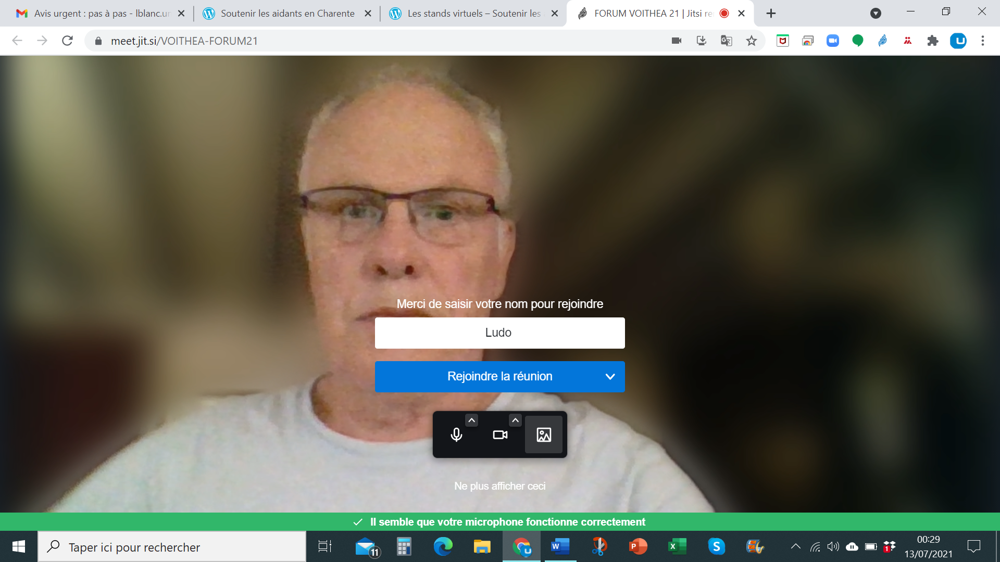 Avis urgent : pas à pas - lblanc.ur
Soutenir les aidants en Charente
Les stands virtuels – Soutenir les
FORUM VOITHEA 21 | Jitsi re
meet.jit.si/VOITHEA-FORUM21
Merci de saisir votre nom pour rejoindre
Ludo
Rejoindre la réunion
Ne plus afficher ceci
Il semble que votre microphone fonctionne correctement
Taper ici pour rechercher
11
1
00:29
13/07/2021